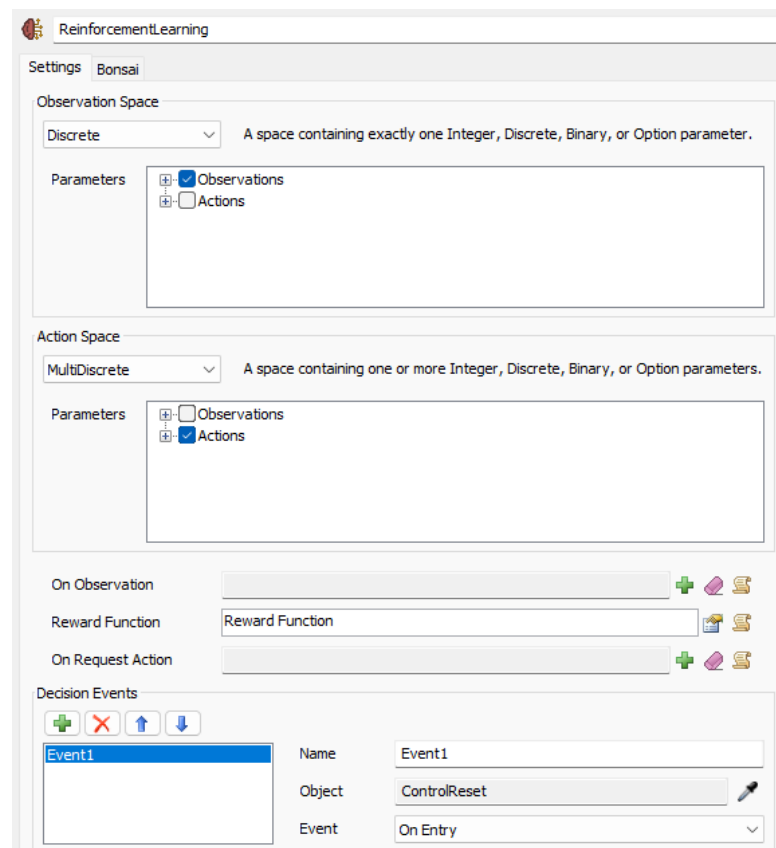 ReinforcementLearning
Settings Bonsai
Observation Space
Discrete A space containing exactly one Integer, Discrete, Binary, or Option parameter.
Parameters Observations
Actions
Action Space
MultiDiscrete A space containing one or more Integer, Discrete, Binary, or Option parameters.
Parameters Observations
Actions
On Observation
Reward Function Reward Function
On Request Action
Decision Events
Event1 Name Event1
Object ControlReset
Event On Entry